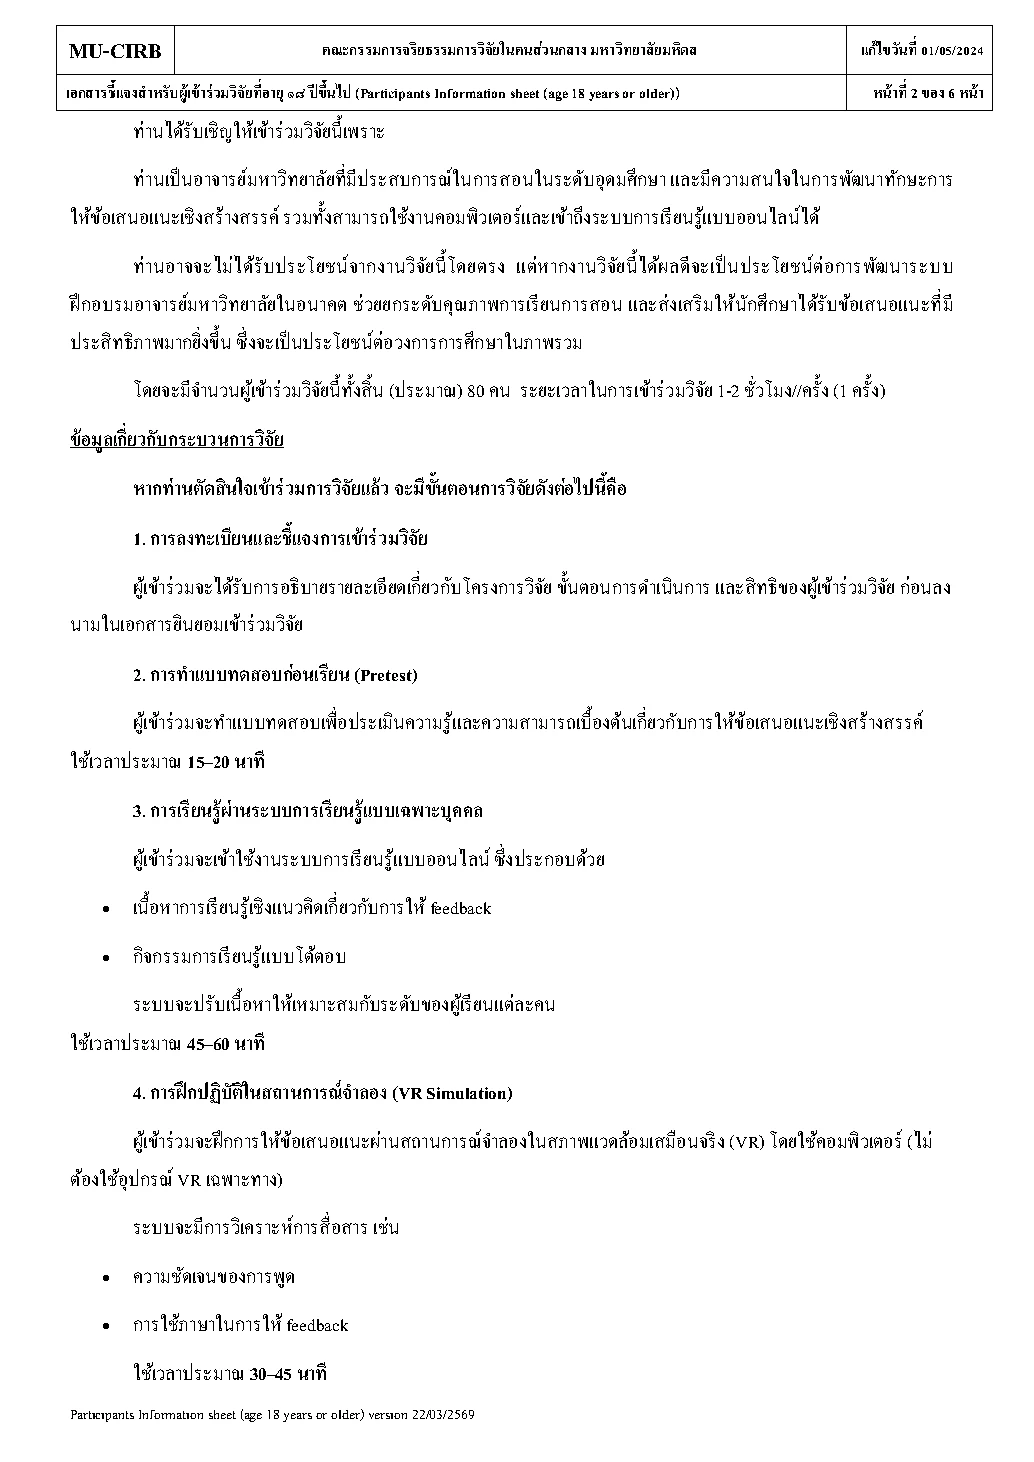 MU-CIRB
คณะกรรมการจริยธรรมการวิจัยในคนส่วนกลาง มหาวิทยาลัยมหิดล
แก้ไขวันที่ 01/05/2024
เอกสารชี้แจงสำหรับผู้เข้าร่วมวิจัยที่อายุ ๑๘ ปีขึ้นไป (Participants Information sheet (age 18 years or older))
หน้าที่ 2 ของ 6 หน้า
ท่านได้รับเชิญให้เข้าร่วมวิจัยนี้เพราะ
ท่านเป็นอาจารย์มหาวิทยาลัยที่มีประสบการณ์ในการสอนในระดับอุดมศึกษา และมีความสนใจในการพัฒนาทักษะการ
ให้ข้อเสนอแนะเชิงสร้างสรรค์ รวมทั้งสามารถใช้งานคอมพิวเตอร์และเข้าถึงระบบการเรียนรู้แบบออนไลน์ได้
ท่านอาจจะไม่ได้รับประโยชน์จากงานวิจัยนี้โดยตรง แต่หากงานวิจัยนี้ได้ผลดีจะเป็นประโยชน์ต่อการพัฒนาระบบ
ฝึกอบรมอาจารย์มหาวิทยาลัยในอนาคต ช่วยยกระดับคุณภาพการเรียนการสอน และส่งเสริมให้นักศึกษาได้รับข้อเสนอแนะที่มี
ประสิทธิภาพมากยิ่งขึ้น ซึ่งจะเป็นประโยชน์ต่อวงการการศึกษาในภาพรวม
โดยจะมีจำนวนผู้เข้าร่วมวิจัยนี้ทั้งสิ้น (ประมาณ) 80 คน ระยะเวลาในการเข้าร่วมวิจัย 1-2 ชั่วโมง//ครั้ง (1 ครั้ง)
ข้อมูลเกี่ยวกับกระบวนการวิจัย
หากท่านตัดสินใจเข้าร่วมการวิจัยแล้ว จะมีขั้นตอนการวิจัยดังต่อไปนี้คือ
1. การลงทะเบียนและชี้แจงการเข้าร่วมวิจัย
ผู้เข้าร่วมจะได้รับการอธิบายรายละเอียดเกี่ยวกับโครงการวิจัย ขั้นตอนการดำเนินการ และสิทธิของผู้เข้าร่วมวิจัย ก่อนลง
นามในเอกสารยินยอมเข้าร่วมวิจัย
2. การทำแบบทดสอบก่อนเรียน (Pretest)
ผู้เข้าร่วมจะทำแบบทดสอบเพื่อประเมินความรู้และความสามารถเบื้องต้นเกี่ยวกับการให้ข้อเสนอแนะเชิงสร้างสรรค์
ใช้เวลาประมาณ 15–20 นาที
3. การเรียนรู้ผ่านระบบการเรียนรู้แบบเฉพาะบุคคล
ผู้เข้าร่วมจะเข้าใช้งานระบบการเรียนรู้แบบออนไลน์ ซึ่งประกอบด้วย
• เนื้อหาการเรียนรู้เชิงแนวคิดเกี่ยวกับการให้ feedback
• กิจกรรมการเรียนรู้แบบโต้ตอบ
ระบบจะปรับเนื้อหาให้เหมาะสมกับระดับของผู้เรียนแต่ละคน
ใช้เวลาประมาณ 45–60 นาที
4. การฝึกปฏิบัติในสถานการณ์จำลอง (VR Simulation)
ผู้เข้าร่วมจะฝึกการให้ข้อเสนอแนะผ่านสถานการณ์จำลองในสภาพแวดล้อมเสมือนจริง (VR) โดยใช้คอมพิวเตอร์ (ไม่
ต้องใช้อุปกรณ์ VR เฉพาะทาง)
ระบบจะมีการวิเคราะห์การสื่อสาร เช่น
• ความชัดเจนของการพูด
• การใช้ภาษาในการให้ feedback
ใช้เวลาประมาณ 30–45 นาที
Participants Information sheet (age 18 years or older) version 22/03/2569